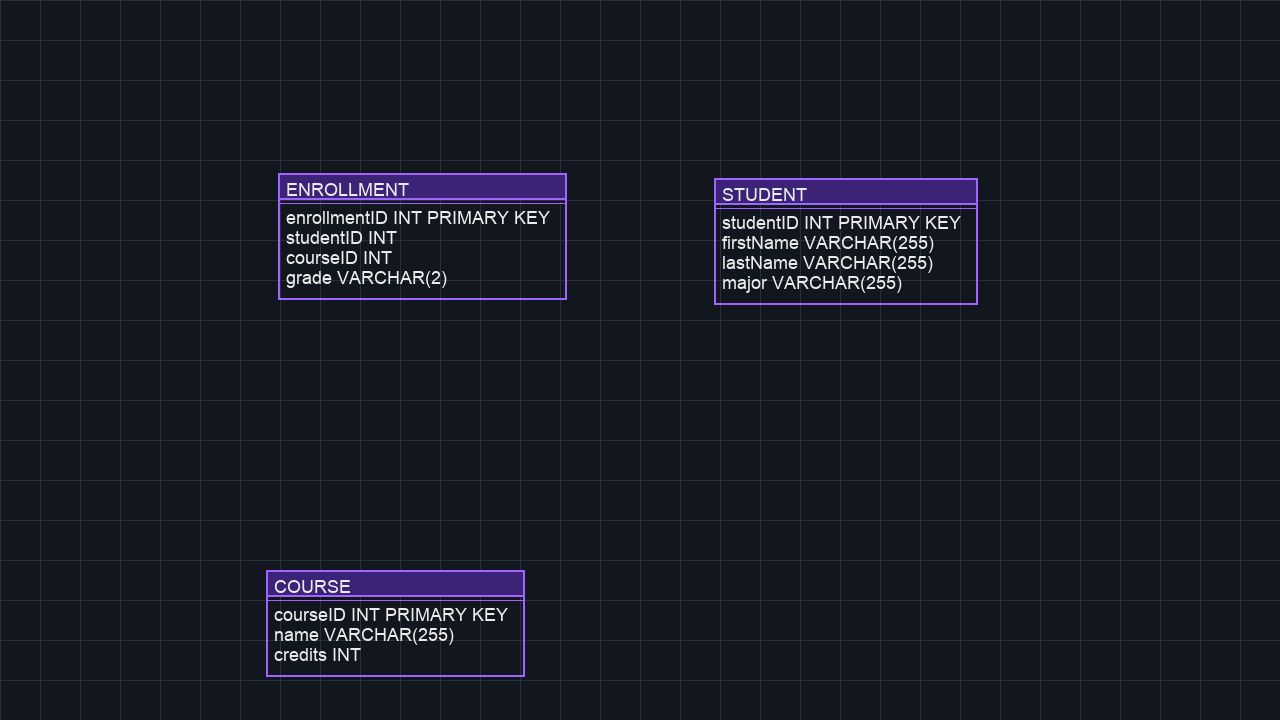 ENROLLMENT
enrollmentID INT PRIMARY KEY
studentID INT
courseID INT
grade VARCHAR(2)
STUDENT
studentID INT PRIMARY KEY
firstName VARCHAR(255)
lastName VARCHAR(255)
major VARCHAR(255)
COURSE
courseID INT PRIMARY KEY
name VARCHAR(255)
credits INT